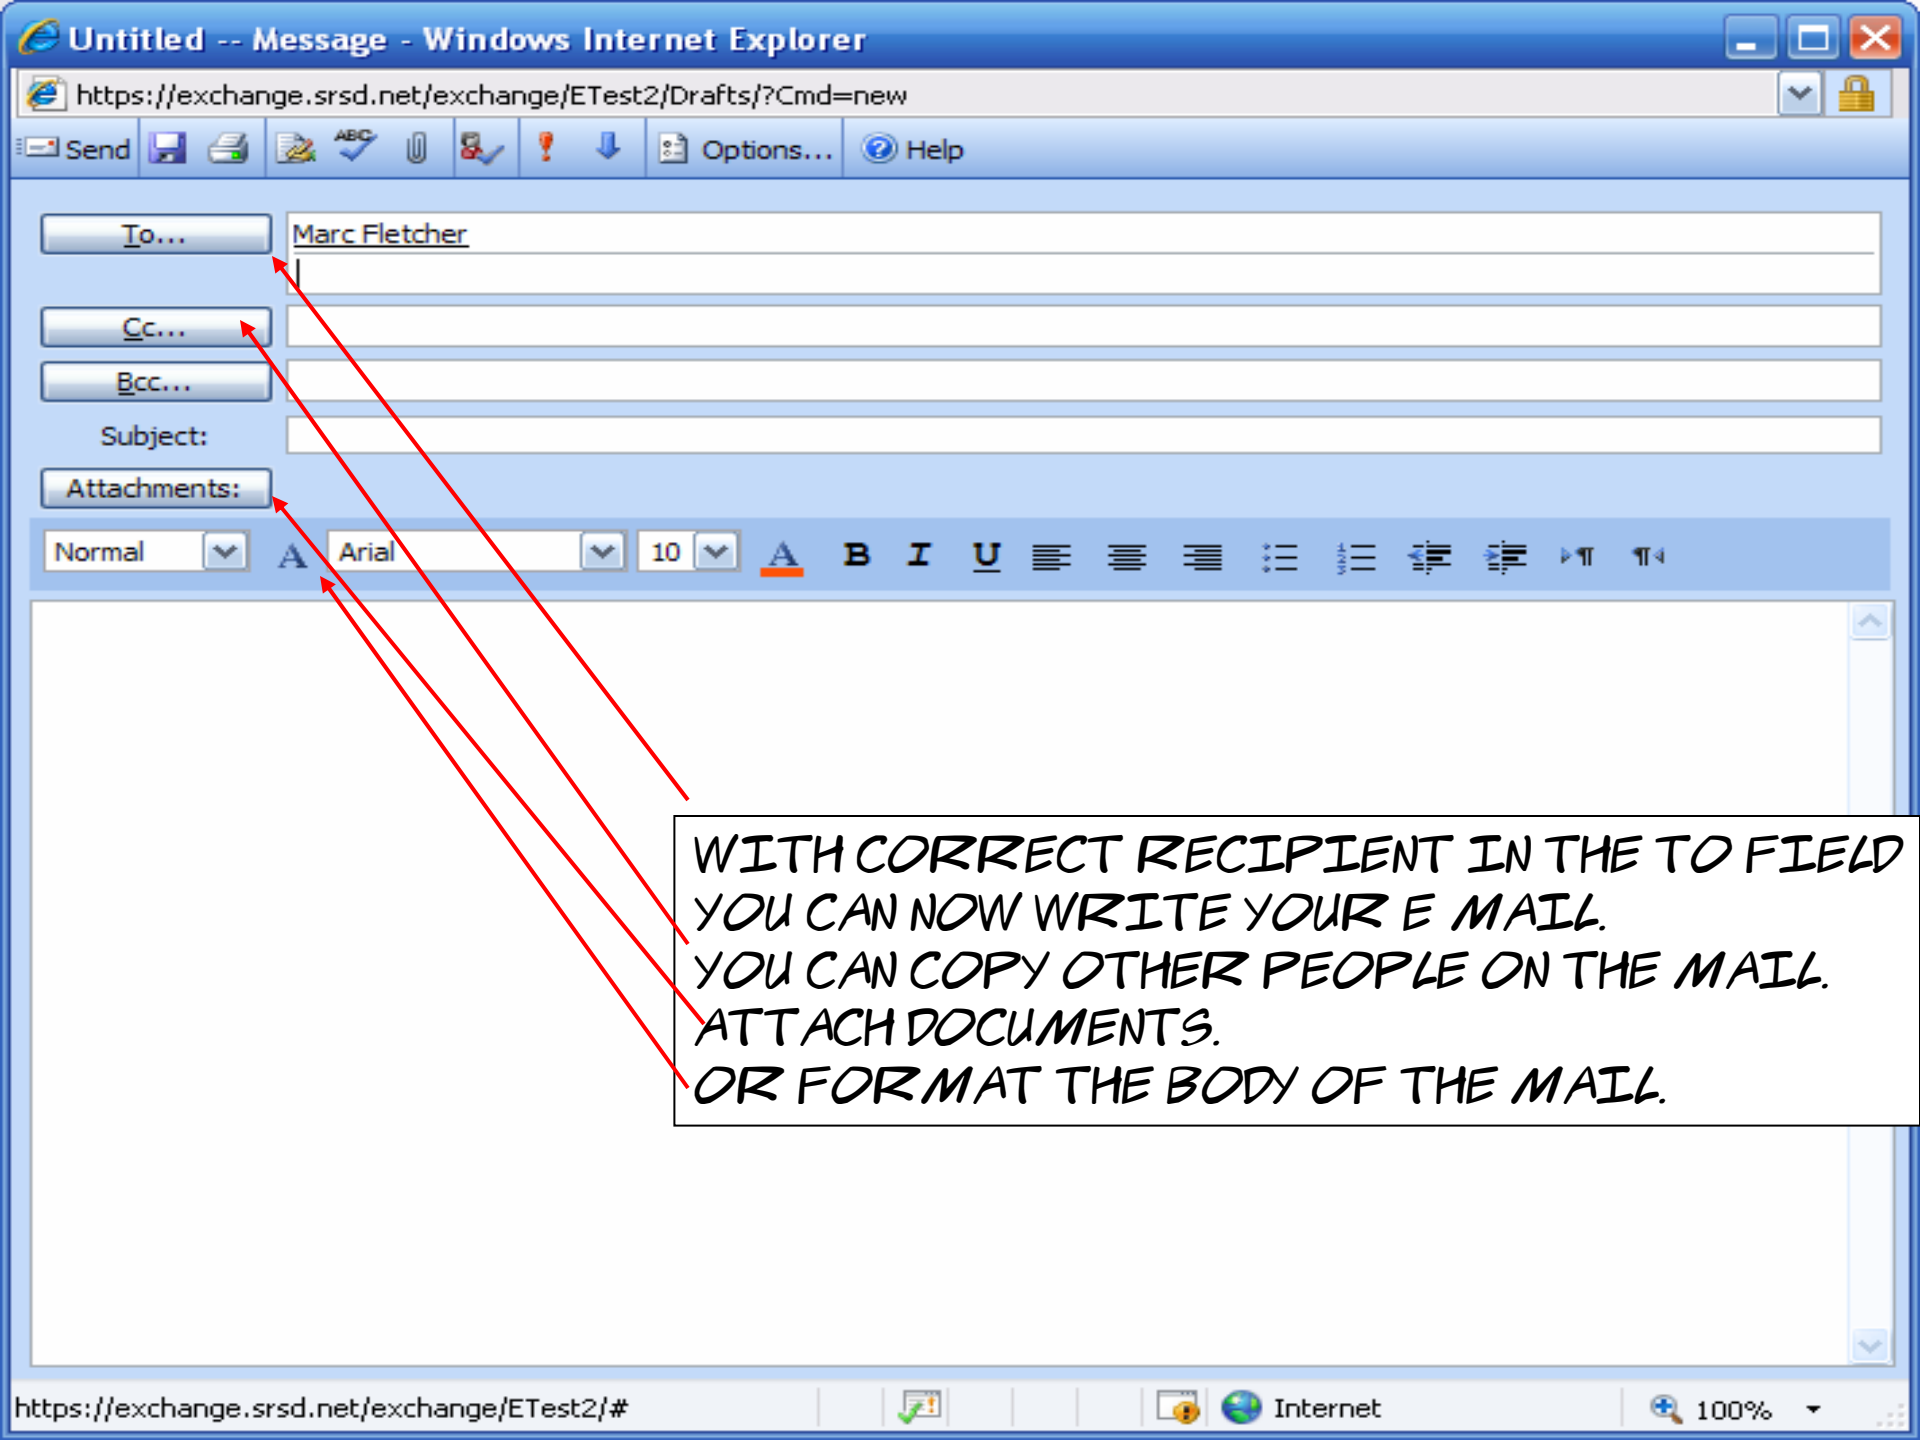 Untitled -- Message - Windows Internet Explorer
https://exchange.srsd.net/exchange/ETest2/Drafts/?Cmd=new
Send ABC Options... Help
To... Marc Fletcher
Cc...
Bcc...
Subject:
Attachments:
Normal A Arial 10 A B I U
WITH CORRECT RECIPIENT IN THE TO FIELD
YOU CAN NOW WRITE YOUR E MAIL.
YOU CAN COPY OTHER PEOPLE ON THE MAIL.
ATTACH DOCUMENTS.
OR FORMAT THE BODY OF THE MAIL.
https://exchange.srsd.net/exchange/ETest2/# Internet 100%